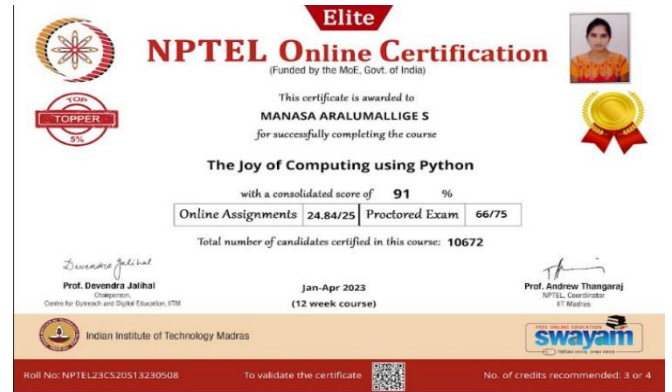 Elite
NPTEL Online Certification
(Funded by the MoE, Govt. of India)
This certificate is awarded to
MANASA ARALUMALLIGE S
for successfully completing the course
TOP
TOPPER
5%
The Joy of Computing using Python
with a consolidated score of 91 %
Online Assignments 24.84/25 Proctored Exam 66/75
Total number of candidates certified in this course: 10672
Devendra Jalihal
Prof. Devendra Jalihal
Chairperson,
Centre for Outreach and Digital Education, IITM
Jan-Apr 2023
(12 week course)
Prof. Andrew Thangaraj
NPTEL, Coordinator
IIT Madras
Indian Institute of Technology Madras
FREE ONLINE EDUCATION
swayam
Roll No: NPTEL23CS20S13230508 To validate the certificate No. of credits recommended: 3 or 4